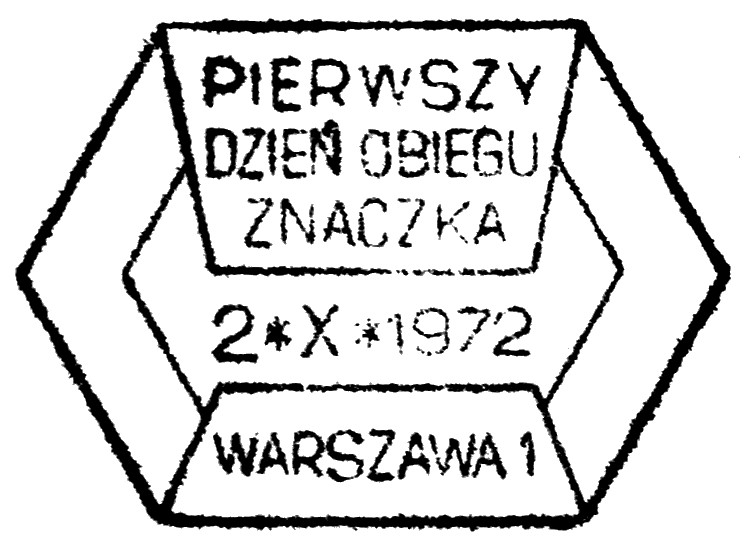 PIERWSZY
DZIEŃ OBIEGU
ZNACZKA
2*X*1972
WARSZAWA 1